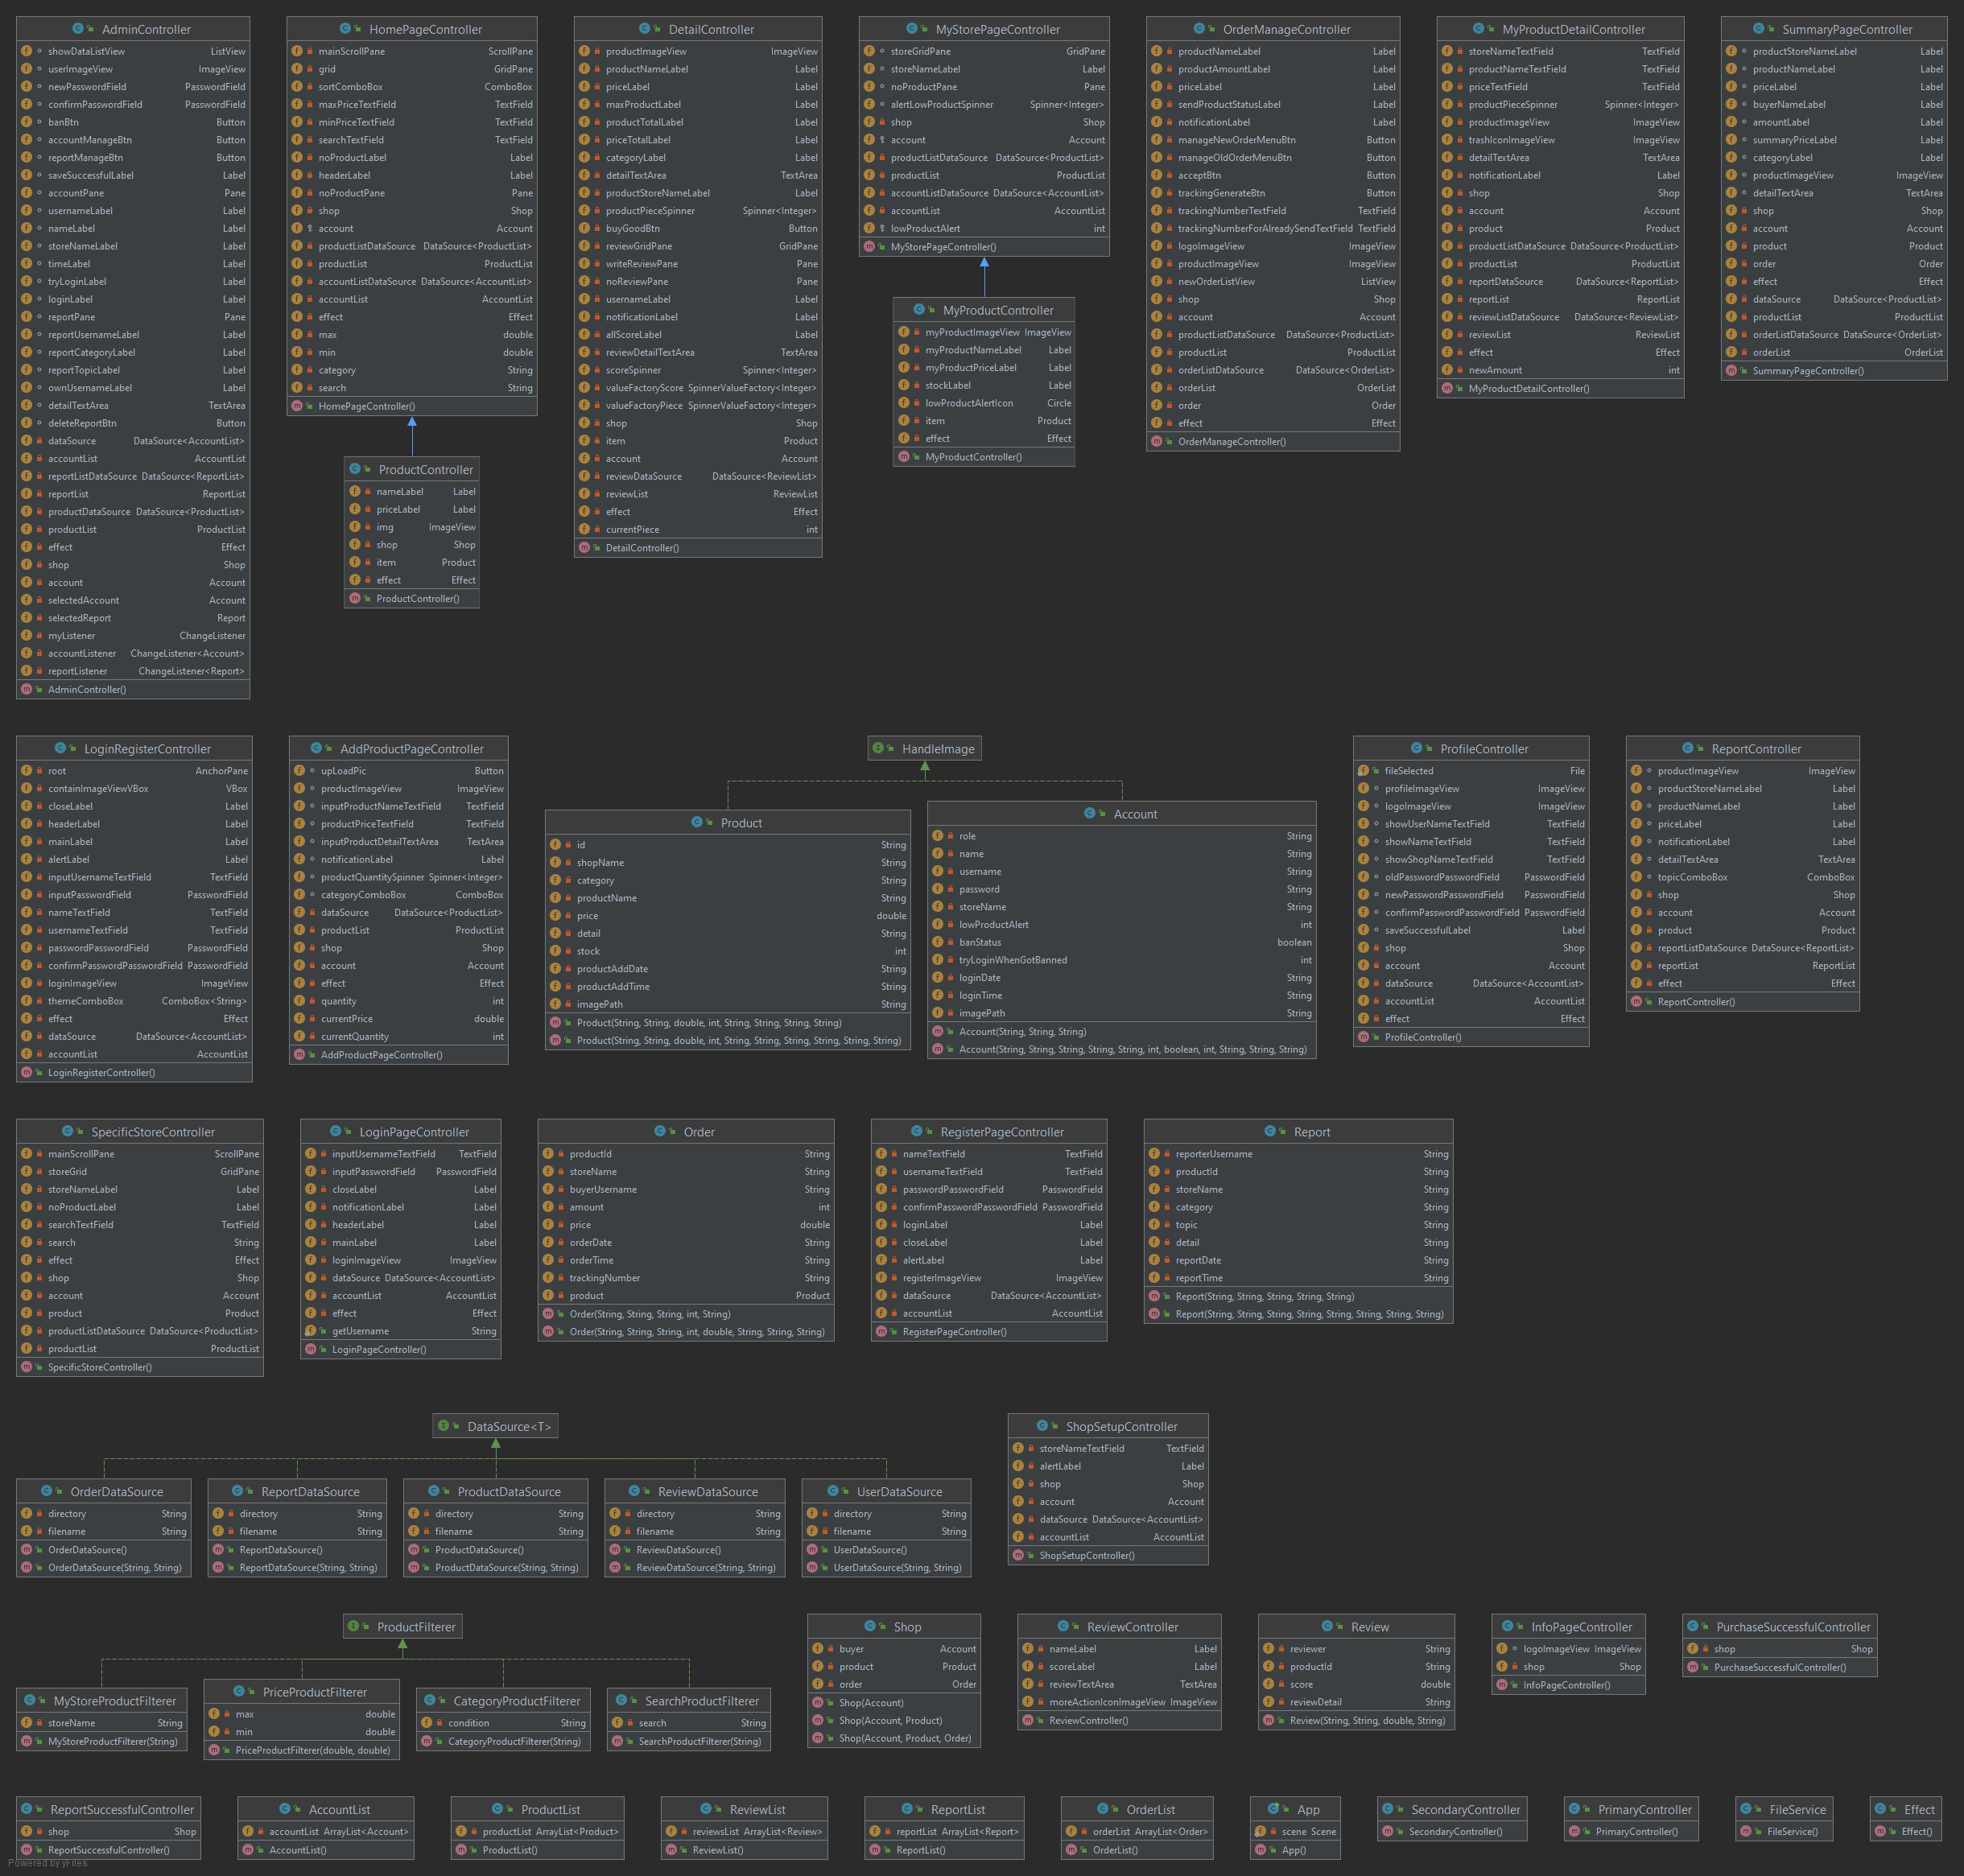 AdminController
showDataListView ListView
userImageView ImageView
newPasswordField PasswordField
confirmPasswordField PasswordField
banBtn Button
accountManageBtn Button
reportManageBtn Button
saveSuccessfulLabel Label
accountPane Pane
usernameLabel Label
nameLabel Label
storeNameLabel Label
timeLabel Label
tryLoginLabel Label
loginLabel Label
reportPane Pane
reportUsernameLabel Label
reportCategoryLabel Label
reportTopicLabel Label
ownUsernameLabel Label
detailTextArea TextArea
deleteReportBtn Button
dataSource DataSource<AccountList>
accountList AccountList
reportListDataSource DataSource<ReportList>
reportList ReportList
productDataSource DataSource<ProductList>
productList ProductList
effect Effect
shop Shop
account Account
selectedAccount Account
selectedReport Report
myListener ChangeListener
accountListener ChangeListener<Account>
reportListener ChangeListener<Report>
AdminController()
HomePageController
mainScrollPane ScrollPane
grid GridPane
sortComboBox ComboBox
maxPriceTextField TextField
minPriceTextField TextField
searchTextField TextField
noProductLabel Label
headerLabel Label
noProductPane Pane
shop Shop
account Account
productListDataSource DataSource<ProductList>
productList ProductList
accountListDataSource DataSource<AccountList>
accountList AccountList
effect Effect
max double
min double
category String
search String
HomePageController()
ProductController
nameLabel Label
priceLabel Label
img ImageView
shop Shop
item Product
effect Effect
ProductController()
DetailController
productImageView ImageView
productNameLabel Label
priceLabel Label
maxProductLabel Label
productTotalLabel Label
priceTotalLabel Label
categoryLabel Label
detailTextArea TextArea
productStoreNameLabel Label
productPieceSpinner Spinner<Integer>
buyGoodBtn Button
reviewGridPane GridPane
writeReviewPane Pane
noReviewPane Pane
usernameLabel Label
notificationLabel Label
allScoreLabel Label
reviewDetailTextArea TextArea
scoreSpinner Spinner<Integer>
valueFactoryScore SpinnerValueFactory<Integer>
valueFactoryPiece SpinnerValueFactory<Integer>
shop Shop
item Product
account Account
reviewDataSource DataSource<ReviewList>
reviewList ReviewList
effect Effect
currentPiece int
DetailController()
MyStorePageController
storeGridPane GridPane
storeNameLabel Label
noProductPane Pane
alertLowProductSpinner Spinner<Integer>
shop Shop
account Account
productListDataSource DataSource<ProductList>
productList ProductList
accountListDataSource DataSource<AccountList>
accountList AccountList
lowProductAlert int
MyStorePageController()
MyProductController
myProductImageView ImageView
myProductNameLabel Label
myProductPriceLabel Label
stockLabel Label
lowProductAlertIcon Circle
item Product
effect Effect
MyProductController()
OrderManageController
productNameLabel Label
productAmountLabel Label
priceLabel Label
sendProductStatusLabel Label
notificationLabel Label
manageNewOrderMenuBtn Button
manageOldOrderMenuBtn Button
acceptBtn Button
trackingGenerateBtn Button
trackingNumberTextField TextField
trackingNumberForAlreadySendTextField TextField
logoImageView ImageView
productImageView ImageView
newOrderListView ListView
shop Shop
account Account
productListDataSource DataSource<ProductList>
productList ProductList
orderListDataSource DataSource<OrderList>
orderList OrderList
order Order
effect Effect
OrderManageController()
MyProductDetailController
storeNameTextField TextField
productNameTextField TextField
priceTextField TextField
productPieceSpinner Spinner<Integer>
productImageView ImageView
trashIconImageView ImageView
detailTextArea TextArea
notificationLabel Label
shop Shop
account Account
product Product
productListDataSource DataSource<ProductList>
productList ProductList
reportDataSource DataSource<ReportList>
reportList ReportList
reviewListDataSource DataSource<ReviewList>
reviewList ReviewList
effect Effect
newAmount int
MyProductDetailController()
SummaryPageController
productStoreNameLabel Label
productNameLabel Label
priceLabel Label
buyerNameLabel Label
amountLabel Label
summaryPriceLabel Label
categoryLabel Label
productImageView ImageView
detailTextArea TextArea
shop Shop
account Account
product Product
order Order
effect Effect
dataSource DataSource<ProductList>
productList ProductList
orderListDataSource DataSource<OrderList>
orderList OrderList
SummaryPageController()
LoginRegisterController
root AnchorPane
containImageViewVBox VBox
closeLabel Label
headerLabel Label
mainLabel Label
alertLabel Label
inputUsernameTextField TextField
inputPasswordField PasswordField
nameTextField TextField
usernameTextField TextField
passwordPasswordField PasswordField
confirmPasswordPasswordField PasswordField
loginImageView ImageView
themeComboBox ComboBox<String>
effect Effect
dataSource DataSource<AccountList>
accountList AccountList
LoginRegisterController()
AddProductPageController
upLoadPic Button
productImageView ImageView
inputProductNameTextField TextField
productPriceTextField TextField
inputProductDetailTextArea TextArea
notificationLabel Label
productQuantitySpinner Spinner<Integer>
categoryComboBox ComboBox
dataSource DataSource<ProductList>
productList ProductList
shop Shop
account Account
effect Effect
quantity int
currentPrice double
currentQuantity int
AddProductPageController()
HandleImage
Product
id String
shopName String
category String
productName String
price double
detail String
stock int
productAddDate String
productAddTime String
imagePath String
Product(String, String, double, int, String, String, String, String)
Product(String, String, double, int, String, String, String, String, String, String)
Account
role String
name String
username String
password String
storeName String
lowProductAlert int
banStatus boolean
tryLoginWhenGotBanned int
loginDate String
loginTime String
imagePath String
Account(String, String, String)
Account(String, String, String, String, String, int, boolean, int, String, String, String)
ProfileController
fileSelected File
profileImageView ImageView
logoImageView ImageView
showUserNameTextField TextField
showNameTextField TextField
showShopNameTextField TextField
oldPasswordPasswordField PasswordField
newPasswordPasswordField PasswordField
confirmPasswordPasswordField PasswordField
saveSuccessfulLabel Label
shop Shop
account Account
dataSource DataSource<AccountList>
accountList AccountList
effect Effect
ProfileController()
ReportController
productImageView ImageView
productStoreNameLabel Label
productNameLabel Label
priceLabel Label
notificationLabel Label
detailTextArea TextArea
topicComboBox ComboBox
shop Shop
account Account
product Product
reportListDataSource DataSource<ReportList>
reportList ReportList
effect Effect
ReportController()
SpecificStoreController
mainScrollPane ScrollPane
storeGrid GridPane
storeNameLabel Label
noProductLabel Label
searchTextField TextField
search String
effect Effect
shop Shop
account Account
product Product
productListDataSource DataSource<ProductList>
productList ProductList
SpecificStoreController()
LoginPageController
inputUsernameTextField TextField
inputPasswordField PasswordField
closeLabel Label
notificationLabel Label
headerLabel Label
mainLabel Label
loginImageView ImageView
dataSource DataSource<AccountList>
accountList AccountList
effect Effect
getUsername String
LoginPageController()
Order
productId String
storeName String
buyerUsername String
amount int
price double
orderDate String
orderTime String
trackingNumber String
product Product
Order(String, String, String, int, String)
Order(String, String, String, int, double, String, String, String)
RegisterPageController
nameTextField TextField
usernameTextField TextField
passwordPasswordField PasswordField
confirmPasswordPasswordField PasswordField
loginLabel Label
closeLabel Label
alertLabel Label
registerImageView ImageView
dataSource DataSource<AccountList>
accountList AccountList
RegisterPageController()
Report
reporterUsername String
productId String
storeName String
category String
topic String
detail String
reportDate String
reportTime String
Report(String, String, String, String, String)
Report(String, String, String, String, String, String, String, String)
DataSource<T>
OrderDataSource
directory String
filename String
OrderDataSource()
OrderDataSource(String, String)
ReportDataSource
directory String
filename String
ReportDataSource()
ReportDataSource(String, String)
ProductDataSource
directory String
filename String
ProductDataSource()
ProductDataSource(String, String)
ReviewDataSource
directory String
filename String
ReviewDataSource()
ReviewDataSource(String, String)
UserDataSource
directory String
filename String
UserDataSource()
UserDataSource(String, String)
ShopSetupController
storeNameTextField TextField
alertLabel Label
shop Shop
account Account
dataSource DataSource<AccountList>
accountList AccountList
ShopSetupController()
ProductFilterer
MyStoreProductFilterer
storeName String
MyStoreProductFilterer(String)
PriceProductFilterer
max double
min double
PriceProductFilterer(double, double)
CategoryProductFilterer
condition String
CategoryProductFilterer(String)
SearchProductFilterer
search String
SearchProductFilterer(String)
Shop
buyer Account
product Product
order Order
Shop(Account)
Shop(Account, Product)
Shop(Account, Product, Order)
ReviewController
nameLabel Label
scoreLabel Label
reviewTextArea TextArea
moreActionIconImageView ImageView
ReviewController()
Review
reviewer String
productId String
score double
reviewDetail String
Review(String, String, double, String)
InfoPageController
logoImageView ImageView
shop Shop
InfoPageController()
PurchaseSuccessfulController
shop Shop
PurchaseSuccessfulController()
ReportSuccessfulController
shop Shop
ReportSuccessfulController()
AccountList
accountList ArrayList<Account>
AccountList()
ProductList
productList ArrayList<Product>
ProductList()
ReviewList
reviewsList ArrayList<Review>
ReviewList()
ReportList
reportList ArrayList<Report>
ReportList()
OrderList
orderList ArrayList<Order>
OrderList()
App
scene Scene
App()
SecondaryController
SecondaryController()
PrimaryController
PrimaryController()
FileService
FileService()
Effect
Effect()
Powered by yFiles